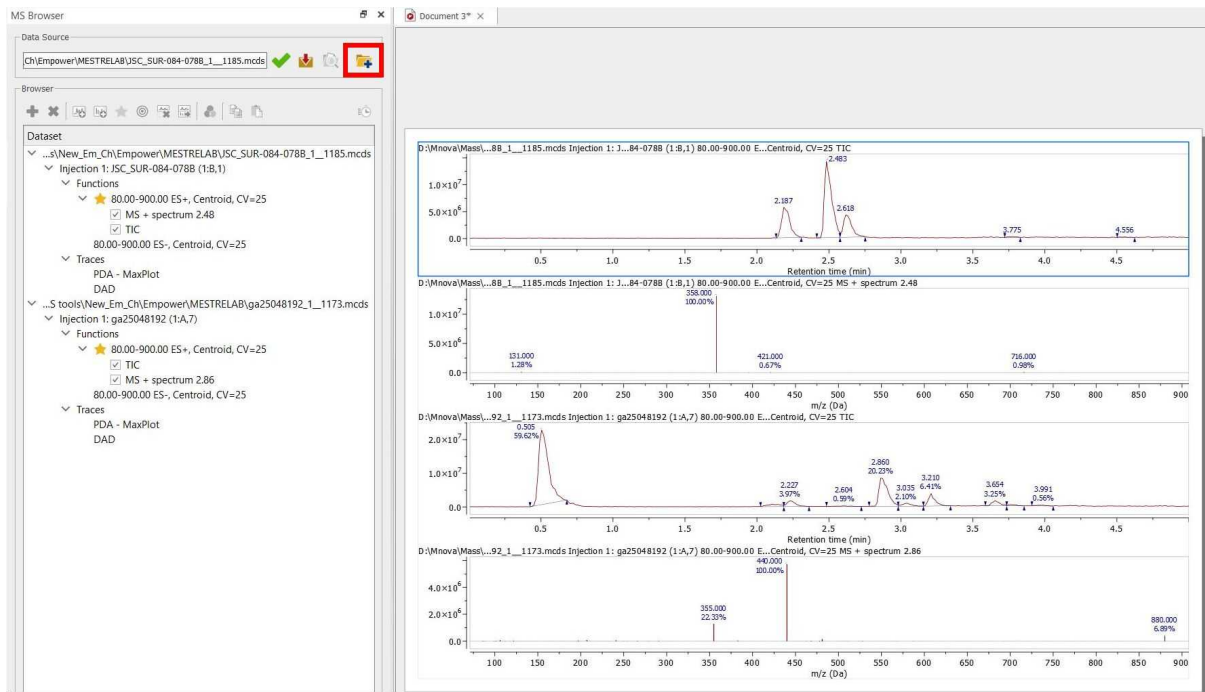 MS Browser
Document 3*
Data Source
Ch\Empower\MESTRELAB\JSC_SUR-084-078B_1__1185.mcds
Browser
Dataset
...s\New_Em_Ch\Empower\MESTRELAB\JSC_SUR-084-078B_1__1185.mcds
Injection 1: JSC_SUR-084-078B (1:B,1)
Functions
80.00-900.00 ES+, Centroid, CV=25
MS + spectrum 2.48
TIC
80.00-900.00 ES-, Centroid, CV=25
Traces
PDA - MaxPlot
DAD
...S tools\New_Em_Ch\Empower\MESTRELAB\ga25048192_1__1173.mcds
Injection 1: ga25048192 (1:A,7)
Functions
80.00-900.00 ES+, Centroid, CV=25
TIC
MS + spectrum 2.86
80.00-900.00 ES-, Centroid, CV=25
Traces
PDA - MaxPlot
DAD
D:\Mnova\Mass\...8B_1__1185.mcds Injection 1: J...84-078B (1:B,1) 80.00-900.00 E...Centroid, CV=25 TIC
2.483
1.0×10⁷
2.187
2.618
5.0×10⁶
3.775 4.556
0.0
0.5 1.0 1.5 2.0 2.5 3.0 3.5 4.0 4.5
Retention time (min)
D:\Mnova\Mass\...8B_1__1185.mcds Injection 1: J...84-078B (1:B,1) 80.00-900.00 E...Centroid, CV=25 MS + spectrum 2.48
358.000
100.00%
1.0×10⁷
5.0×10⁶
131.000 421.000 716.000
1.28% 0.67% 0.98%
0.0
100 150 200 250 300 350 400 450 500 550 600 650 700 750 800 850 900
m/z (Da)
D:\Mnova\Mass\...92_1__1173.mcds Injection 1: ga25048192 (1:A,7) 80.00-900.00 E...Centroid, CV=25 TIC
0.505
59.62%
2.0×10⁷
1.0×10⁷
2.860
20.23%
3.210
6.41%
2.227 2.604 3.035 3.654 3.991
3.97% 0.59% 2.10% 3.25% 0.56%
0.0
0.5 1.0 1.5 2.0 2.5 3.0 3.5 4.0 4.5
Retention time (min)
D:\Mnova\Mass\...92_1__1173.mcds Injection 1: ga25048192 (1:A,7) 80.00-900.00 E...Centroid, CV=25 MS + spectrum 2.86
440.000
100.00%
4.0×10⁶
2.0×10⁶
355.000
22.33%
880.000
6.89%
0.0
100 150 200 250 300 350 400 450 500 550 600 650 700 750 800 850 900
m/z (Da)